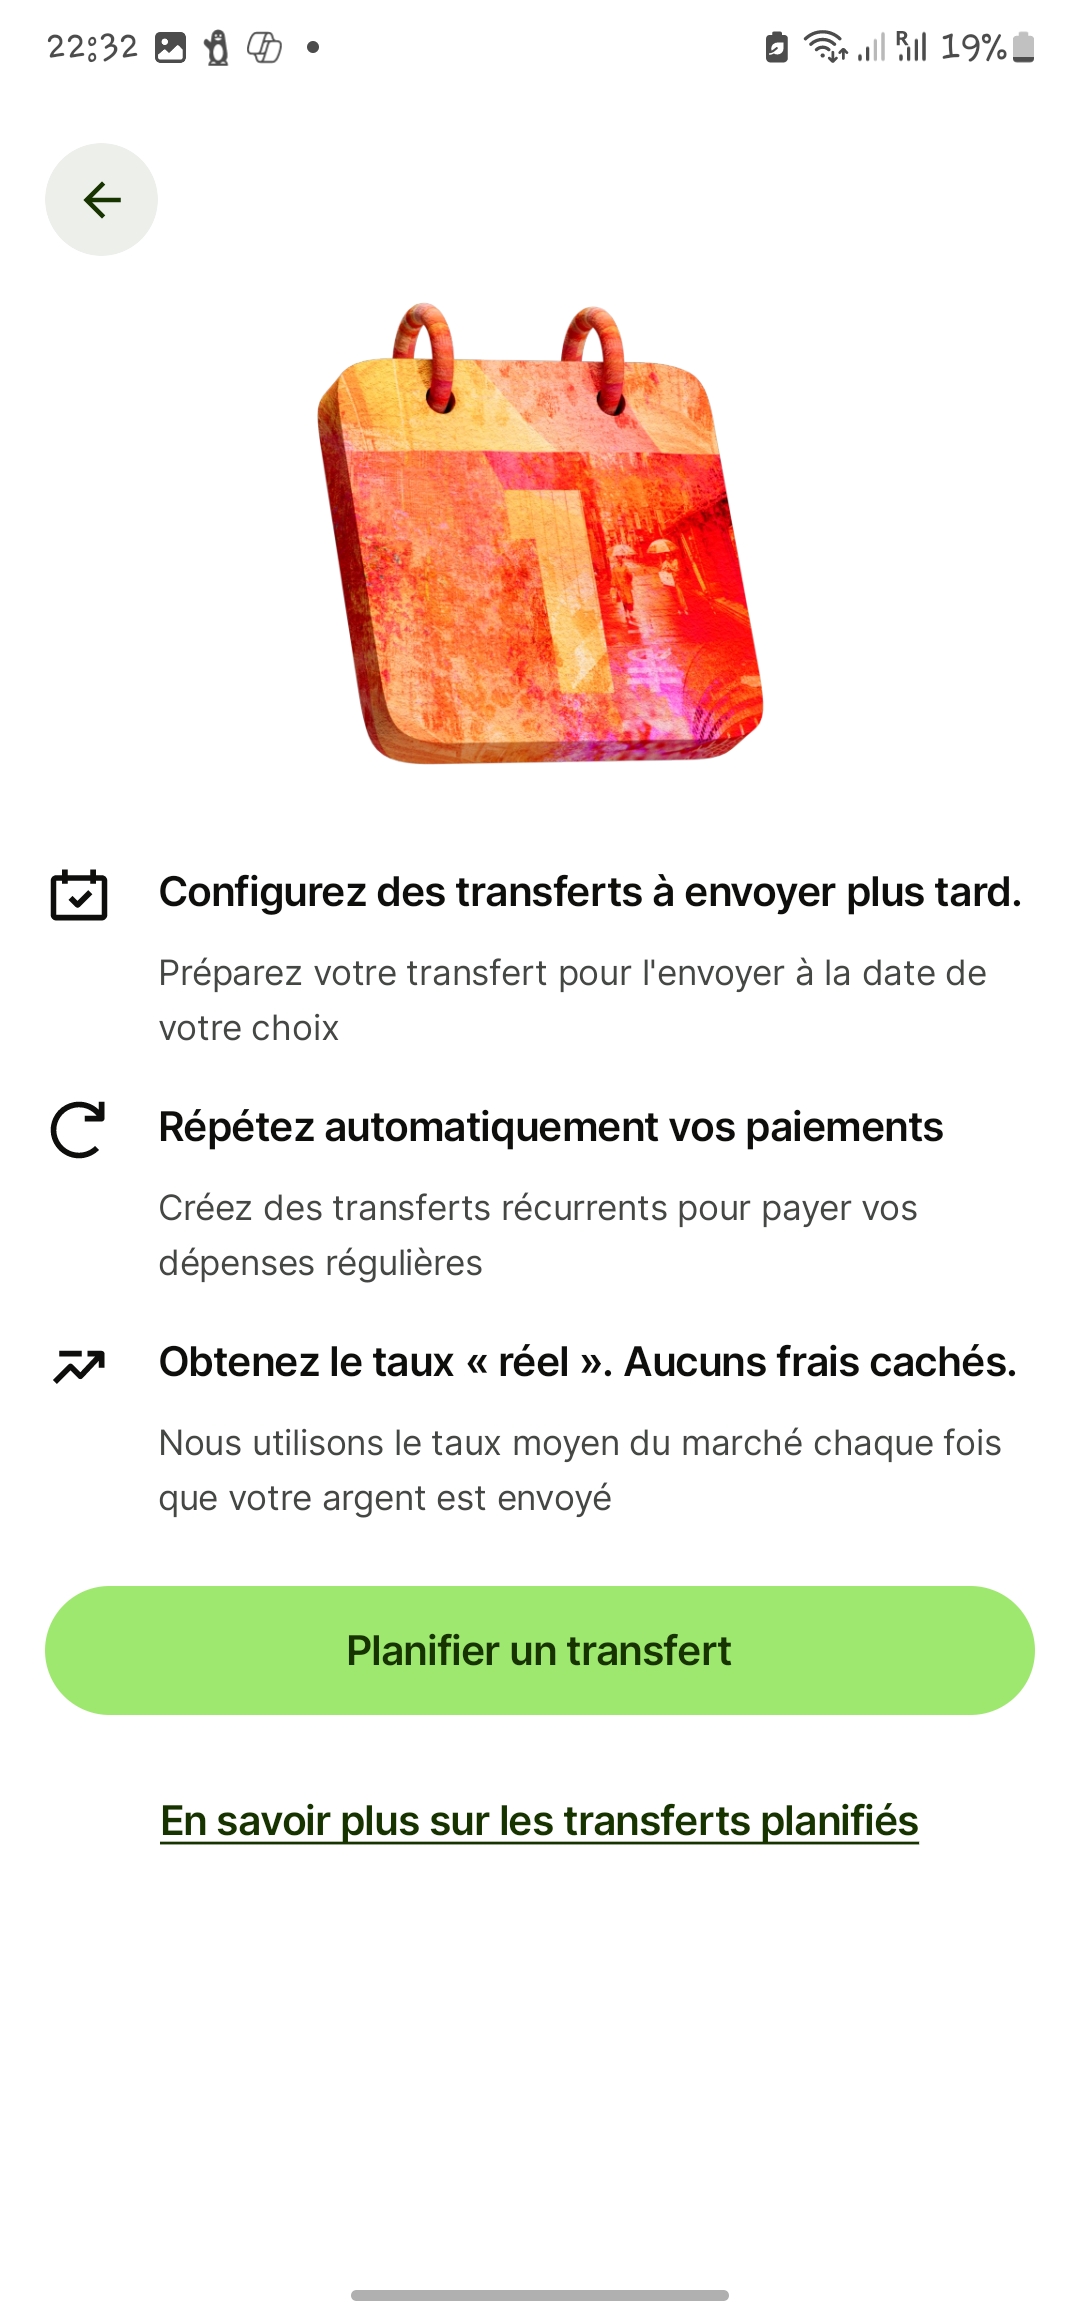 22:32
R
19%
1
Configurez des transferts à envoyer plus tard.
Préparez votre transfert pour l'envoyer à la date de
votre choix
Répétez automatiquement vos paiements
Créez des transferts récurrents pour payer vos
dépenses régulières
Obtenez le taux « réel ». Aucuns frais cachés.
Nous utilisons le taux moyen du marché chaque fois
que votre argent est envoyé
Planifier un transfert
En savoir plus sur les transferts planifiés